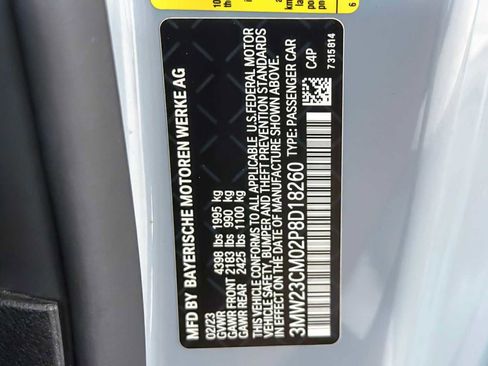 MFD BY BAYERISCHE MOTOREN WERKE AG
02/23
GVWR 4398 lbs 1995 kg
GAWR FRONT 2183 lbs 990 kg
GAWR REAR 2425 lbs 1100 kg
THIS VEHICLE CONFORMS TO ALL APPLICABLE U.S. FEDERAL MOTOR
VEHICLE SAFETY, BUMPER AND THEFT PREVENTION STANDARDS
IN EFFECT ON THE DATE OF MANUFACTURE SHOWN ABOVE.
3MW23CM02P8D18260 TYPE: PASSENGER CAR
C4P
7315814